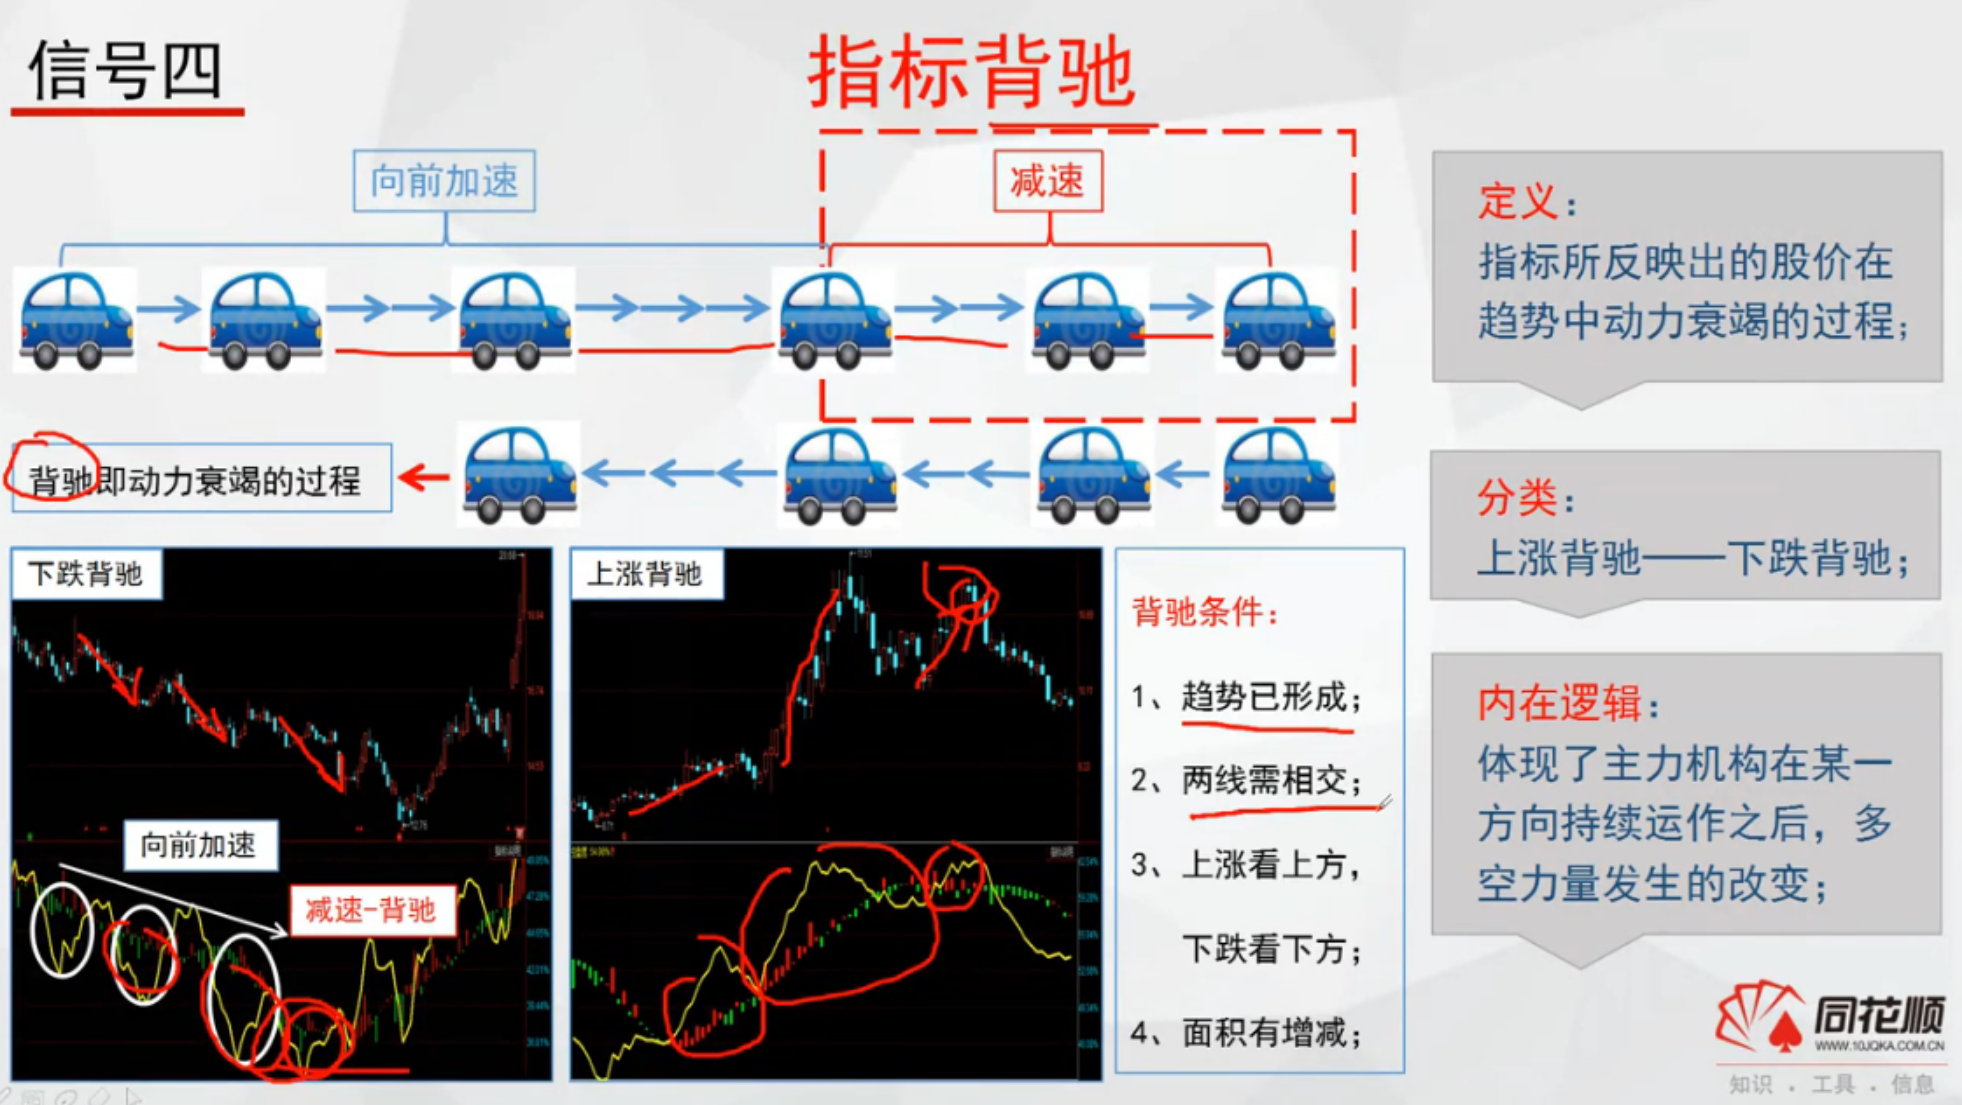 信号四
指标背驰
向前加速
减速
背驰即动力衰竭的过程
下跌背驰
向前加速
减速-背驰
上涨背驰
11.51
背驰条件：
1、趋势已形成；
2、两线需相交；
3、上涨看上方，
下跌看下方；
4、面积有增减；
定义：
指标所反映出的股价在
趋势中动力衰竭的过程；
分类：
上涨背驰——下跌背驰；
内在逻辑：
体现了主力机构在某一
方向持续运作之后，多
空力量发生的改变；
同花顺
WWW.10JQKA.COM.CN
知识 . 工具 . 信息